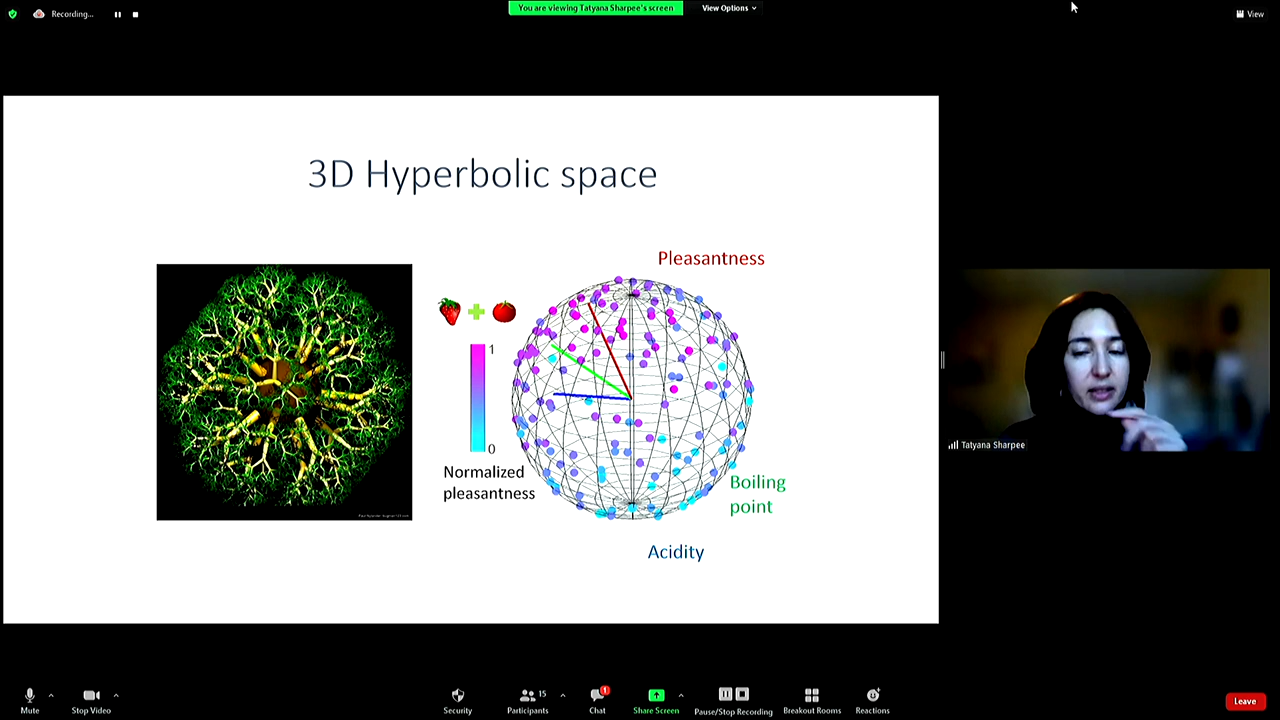 Recording...
You are viewing Tatyana Sharpee's screen
View Options
View
3D Hyperbolic space
Pleasantness
1
0
Normalized
pleasantness
Boiling
point
Acidity
Tatyana Sharpee
Mute
Stop Video
Security
Participants
15
Chat
1
Share Screen
Pause/Stop Recording
Breakout Rooms
Reactions
Leave